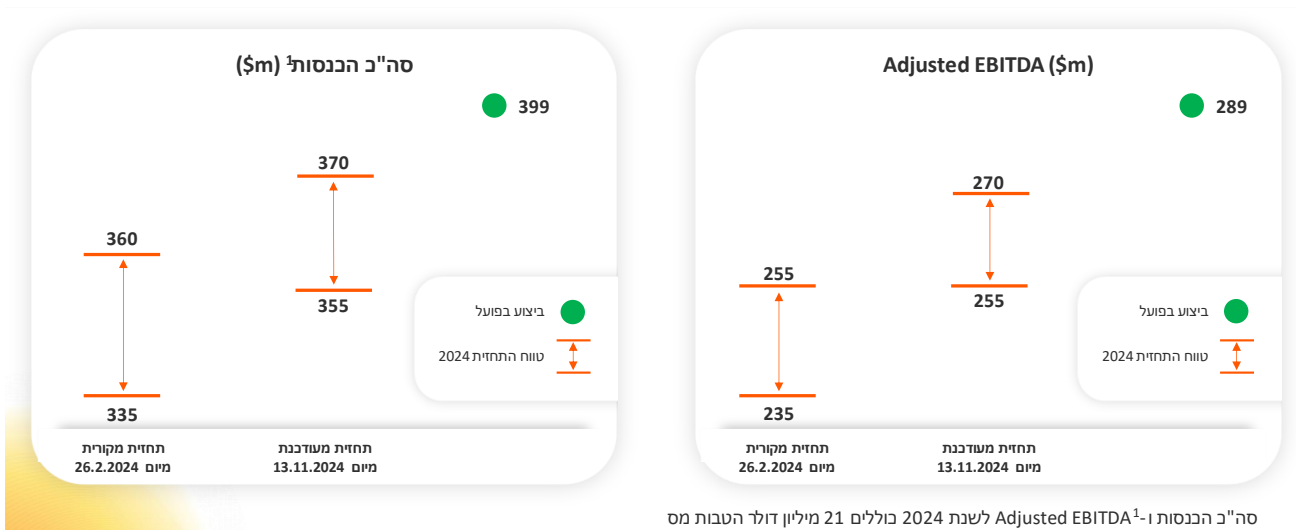 סה"כ הכנסות¹ ($m)
399
370
360
355
335
ביצוע בפועל
טווח התחזית 2024
תחזית מקורית
מיום 26.2.2024
תחזית מעודכנת
מיום 13.11.2024
Adjusted EBITDA ($m)
289
270
255
255
235
ביצוע בפועל
טווח התחזית 2024
תחזית מקורית
מיום 26.2.2024
תחזית מעודכנת
מיום 13.11.2024
סה"כ הכנסות ו-¹Adjusted EBITDA לשנת 2024 כוללים 21 מיליון דולר הטבות מס